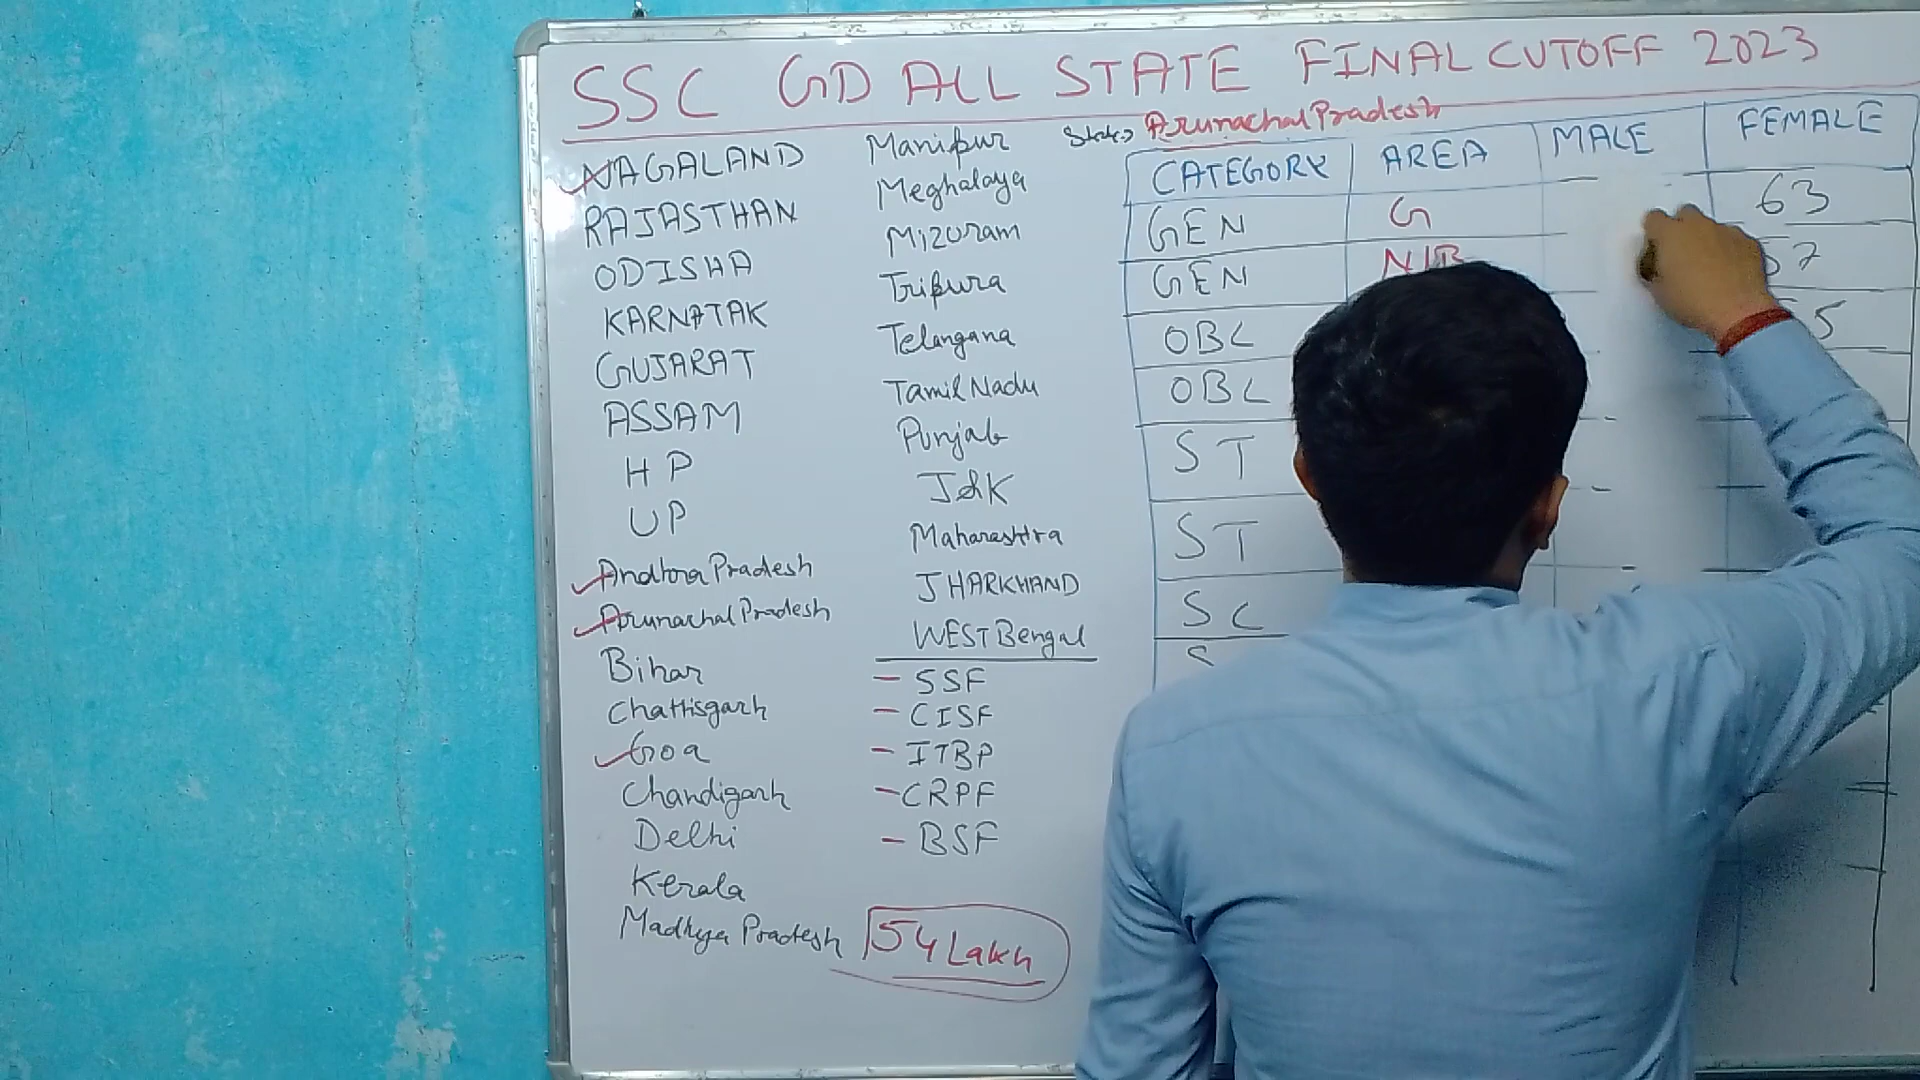 SSC GD ALL STATE FINAL CUTOFF 2023
NAGALAND
RAJASTHAN
ODISHA
KARNATAK
GUJARAT
ASSAM
HP
UP
Andhra Pradesh
Arunachal Pradesh
Bihar
Chattisgarh
Goa
Chandigarh
Delhi
Kerala
Madhya Pradesh
Manipur
Meghalaya
Mizoram
Tripura
Telangana
Tamil Nadu
Punjab
J&K
Maharashtra
JHARKHAND
WEST Bengal
- SSF
- CISF
- ITBP
- CRPF
- BSF
54 Lakh
State→ Arunachal Pradesh
CATEGORY AREA MALE FEMALE
GEN G 63
GEN 57
OBC
OBC
ST
ST
SC